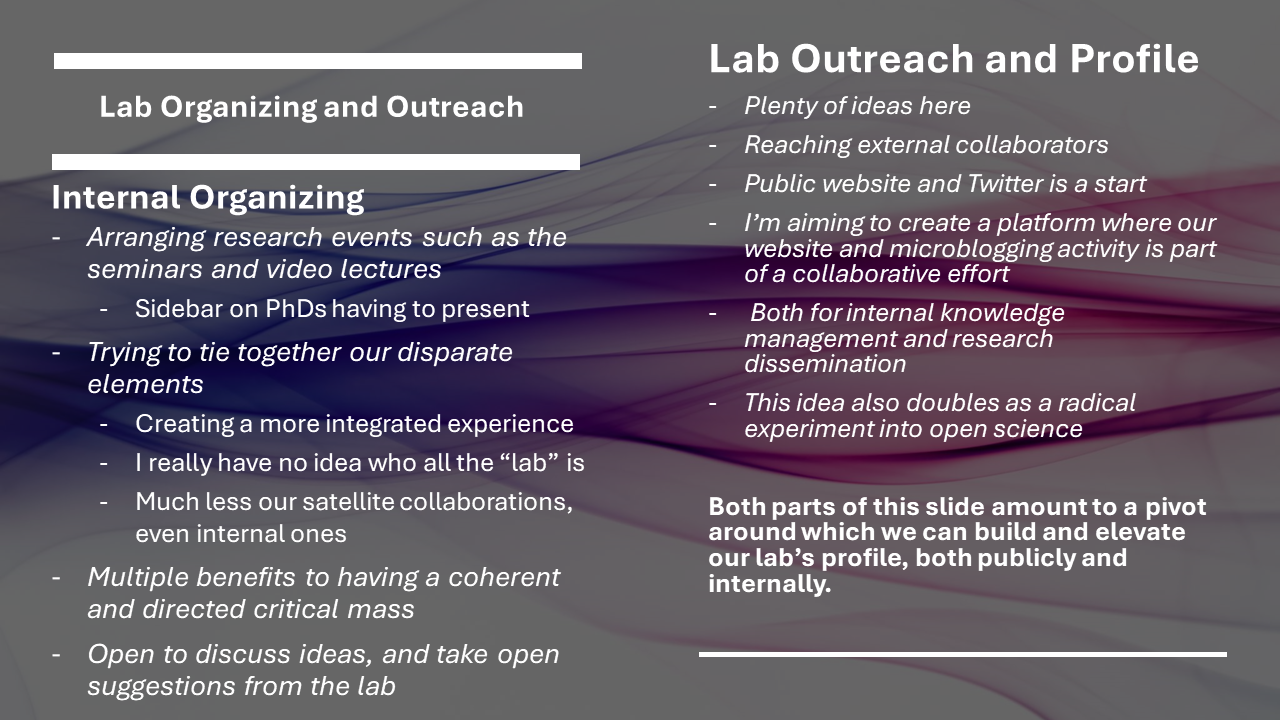 Lab Organizing and Outreach
Internal Organizing
- Arranging research events such as the
seminars and video lectures
- Sidebar on PhDs having to present
- Trying to tie together our disparate
elements
- Creating a more integrated experience
- I really have no idea who all the “lab” is
- Much less our satellite collaborations,
even internal ones
- Multiple benefits to having a coherent
and directed critical mass
- Open to discuss ideas, and take open
suggestions from the lab
Lab Outreach and Profile
- Plenty of ideas here
- Reaching external collaborators
- Public website and Twitter is a start
- I’m aiming to create a platform where our
website and microblogging activity is part
of a collaborative effort
- Both for internal knowledge
management and research
dissemination
- This idea also doubles as a radical
experiment into open science
Both parts of this slide amount to a pivot
around which we can build and elevate
our lab’s profile, both publicly and
internally.